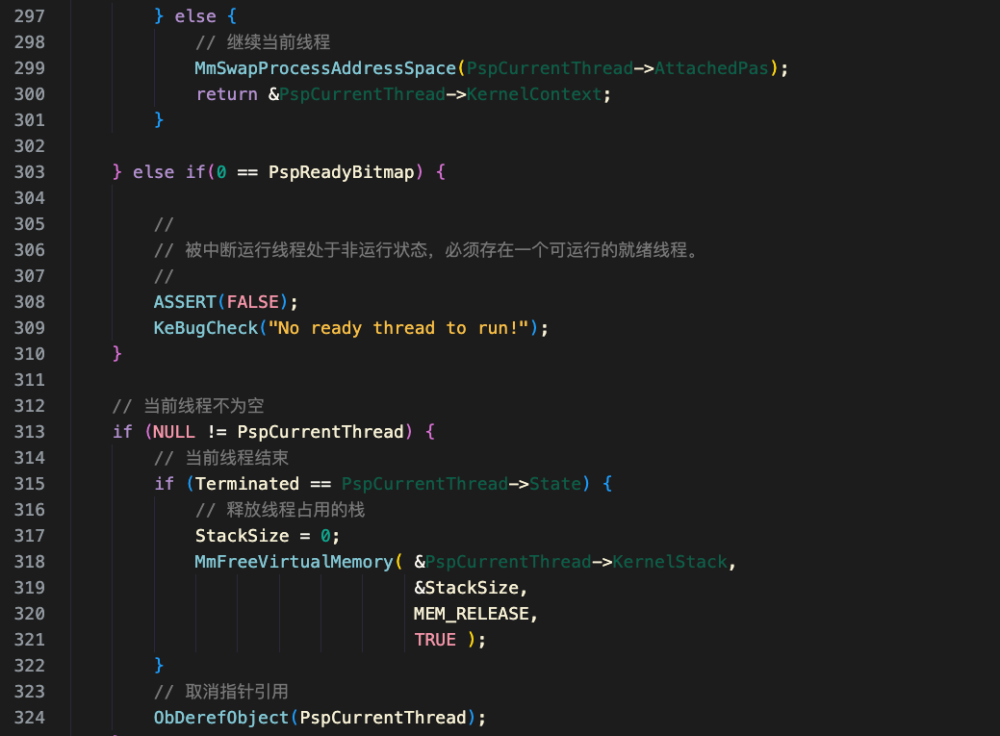 297 } else {
298 // 继续当前线程
299 MmSwapProcessAddressSpace(PspCurrentThread->AttachedPas);
300 return &PspCurrentThread->KernelContext;
301 }
302
303 } else if(0 == PspReadyBitmap) {
304
305 //
306 // 被中断运行线程处于非运行状态，必须存在一个可运行的就绪线程。
307 //
308 ASSERT(FALSE);
309 KeBugCheck("No ready thread to run!");
310 }
311
312 // 当前线程不为空
313 if (NULL != PspCurrentThread) {
314 // 当前线程结束
315 if (Terminated == PspCurrentThread->State) {
316 // 释放线程占用的栈
317 StackSize = 0;
318 MmFreeVirtualMemory( &PspCurrentThread->KernelStack,
319 &StackSize,
320 MEM_RELEASE,
321 TRUE );
322 }
323 // 取消指针引用
324 ObDerefObject(PspCurrentThread);